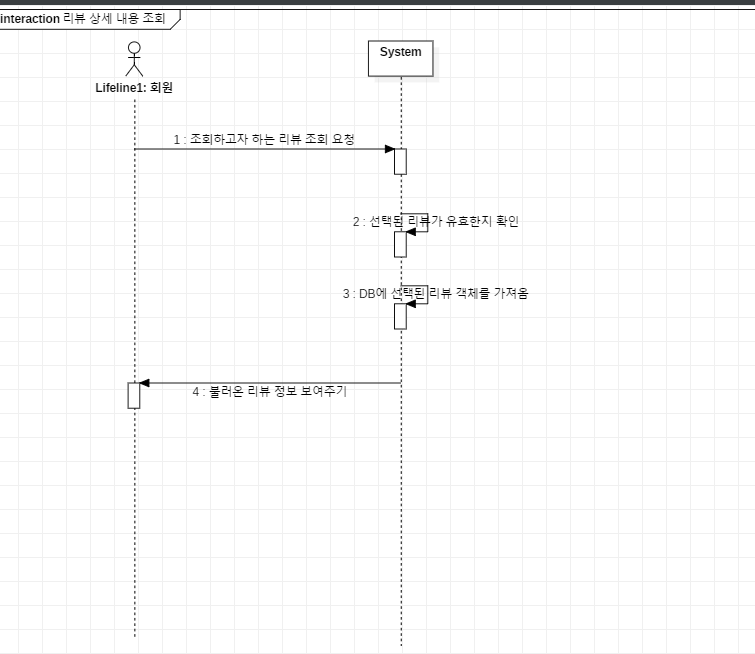 interaction 리뷰 상세 내용 조회
System
Lifeline1: 회원
1 : 조회하고자 하는 리뷰 조회 요청
2 : 선택된 리뷰가 유효한지 확인
3 : DB에 선택된 리뷰 객체를 가져옴
4 : 불러온 리뷰 정보 보여주기